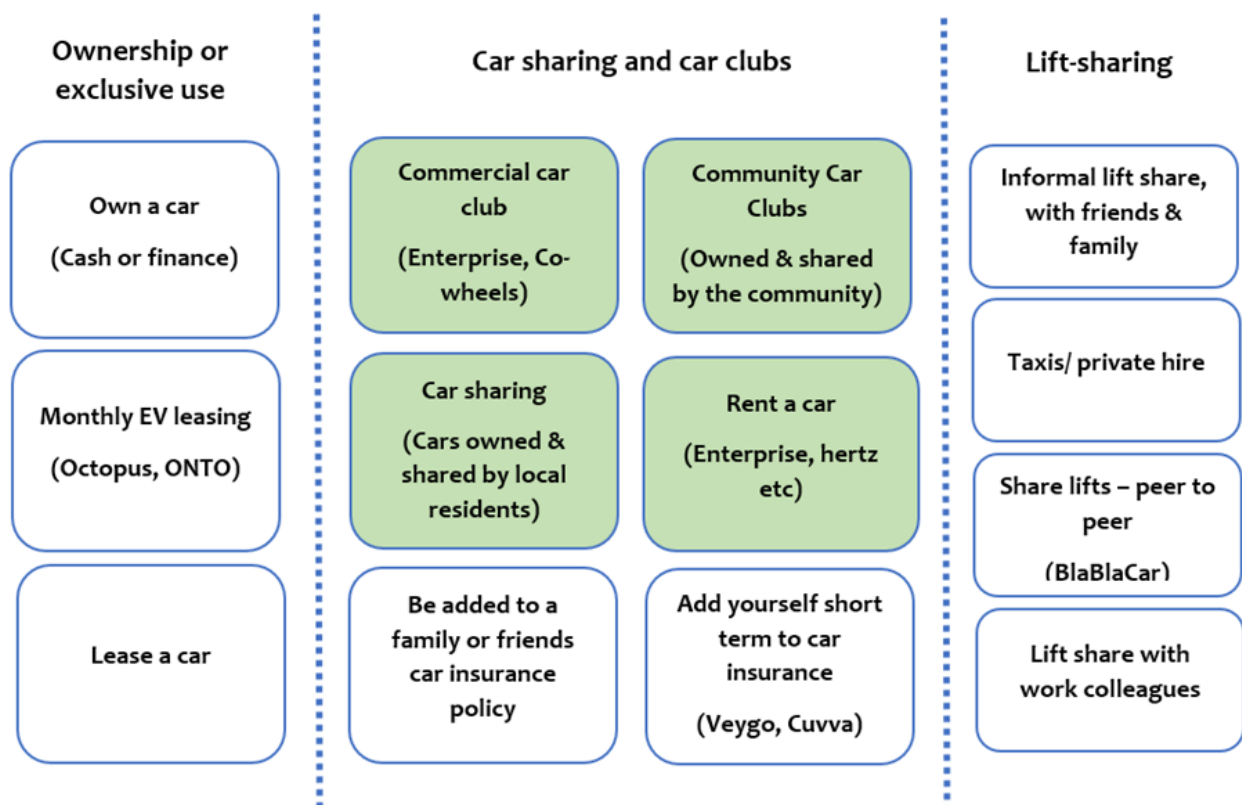 Ownership or
exclusive use
Own a car
(Cash or finance)
Monthly EV leasing
(Octopus, ONTO)
Lease a car
Car sharing and car clubs
Commercial car
club
(Enterprise, Co-
wheels)
Community Car
Clubs
(Owned & shared
by the community)
Car sharing
(Cars owned &
shared by local
residents)
Rent a car
(Enterprise, hertz
etc)
Be added to a
family or friends
car insurance
policy
Add yourself short
term to car
insurance
(Veygo, Cuvva)
Lift-sharing
Informal lift share,
with friends &
family
Taxis/ private hire
Share lifts – peer to
peer
(BlaBlaCar)
Lift share with
work colleagues